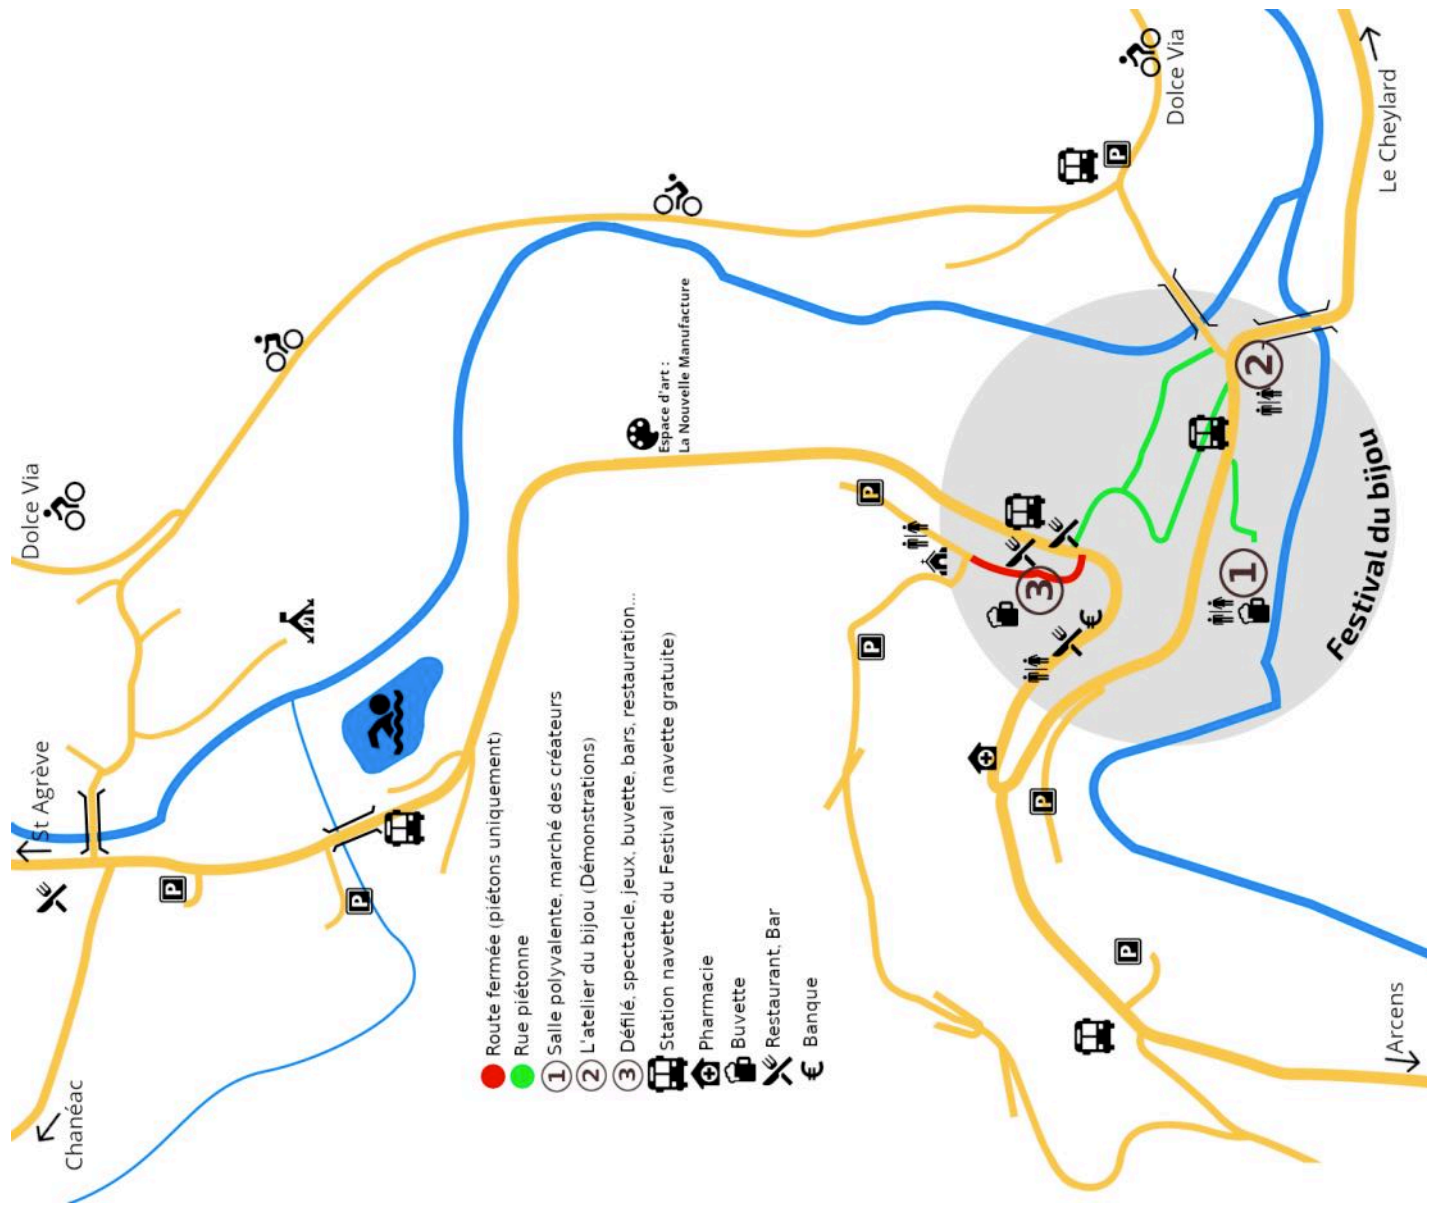 Dolce Via
St Agrève
Chanéac
Espace d'art :
La Nouvelle Manufacture
Dolce Via
Le Cheylard
P
P
P
P
P
P
P
1
2
3
€
Festival du bijou
Arcens
Route fermée (piétons uniquement)
Rue piétonne
1 Salle polyvalente, marché des créateurs
2 L'atelier du bijou (Démonstrations)
3 Défilé, spectacle, jeux, buvette, bars, restauration...
Station navette du Festival (navette gratuite)
Pharmacie
Buvette
Restaurant, Bar
€ Banque